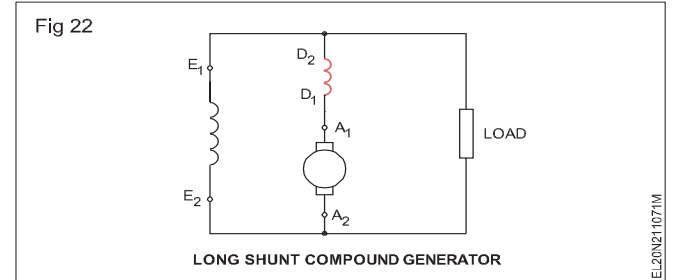 Fig 22
D2
E1
D1
A1
LOAD
E2
A2
LONG SHUNT COMPOUND GENERATOR
EL20N211071M